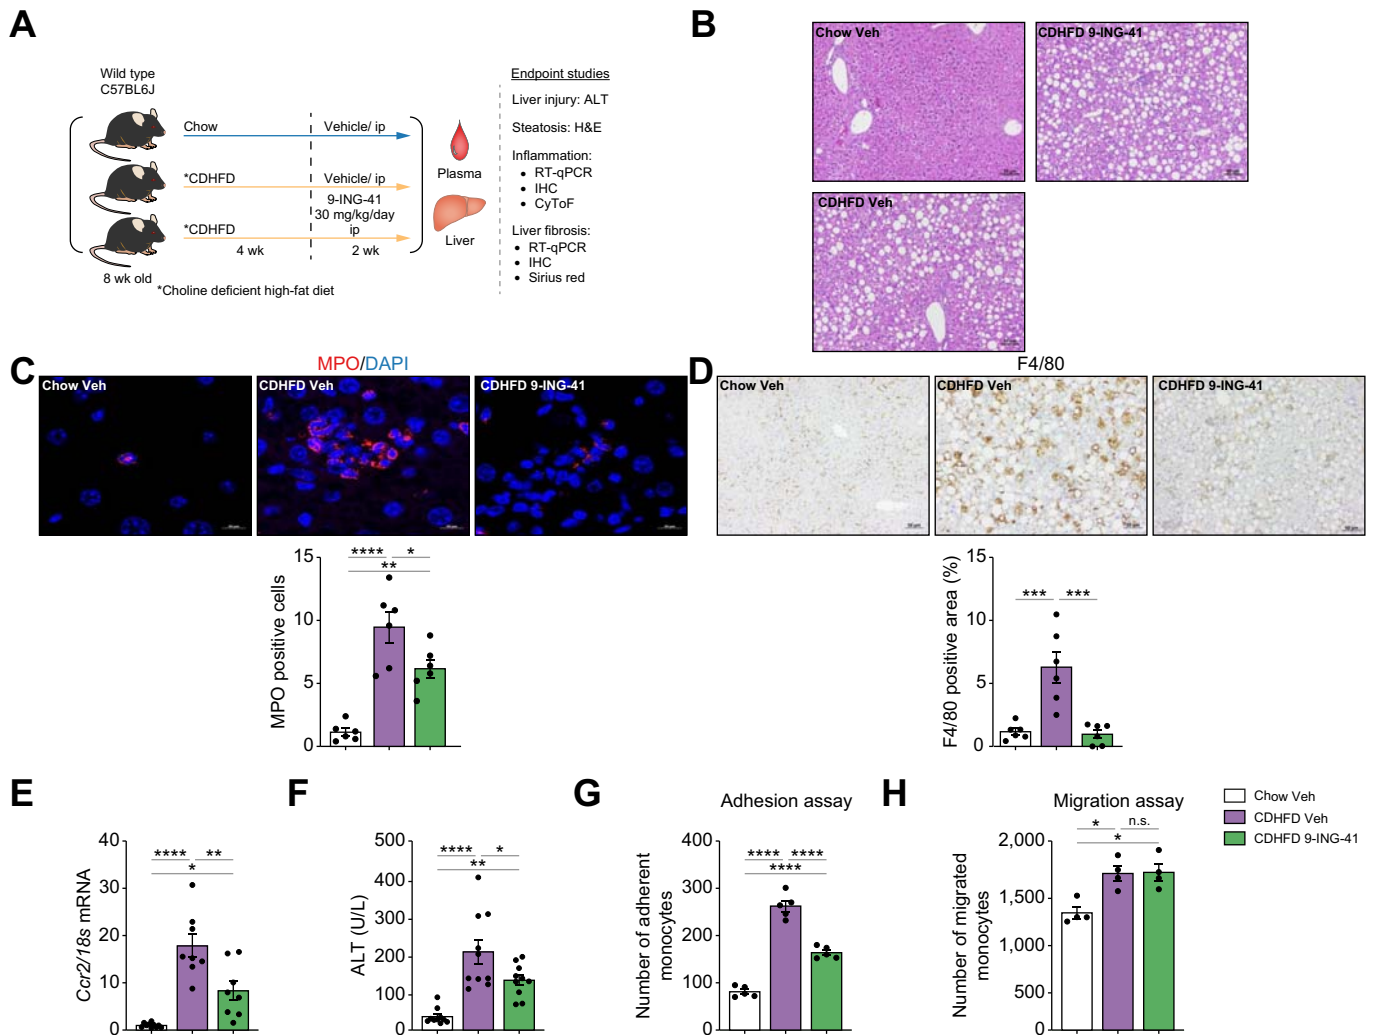 A
Wild type
C57BL6J
Chow
Vehicle/ ip
*CDHFD
Vehicle/ ip
9-ING-41
30 mg/kg/day
ip
*CDHFD
4 wk
2 wk
8 wk old
*Choline deficient high-fat diet
Plasma
Liver
Endpoint studies
Liver injury: ALT
Steatosis: H&E
Inflammation:
• RT-qPCR
• IHC
• CyToF
Liver fibrosis:
• RT-qPCR
• IHC
• Sirius red
B
Chow Veh
CDHFD 9-ING-41
CDHFD Veh
C
MPO/DAPI
Chow Veh
CDHFD Veh
CDHFD 9-ING-41
MPO positive cells
15
10
5
0
**** *
**
D
F4/80
Chow Veh
CDHFD Veh
CDHFD 9-ING-41
F4/80 positive area (%)
15
10
5
0
*** ***
E
Ccr2/18s mRNA
40
30
20
10
0
**** **
*
F
ALT (U/L)
500
400
300
200
100
0
**** *
**
G
Adhesion assay
Number of adherent
monocytes
400
300
200
100
0
**** ****
****
H
Migration assay
Number of migrated
monocytes
2,000
1,500
1,000
500
0
* n.s.
*
Chow Veh
CDHFD Veh
CDHFD 9-ING-41